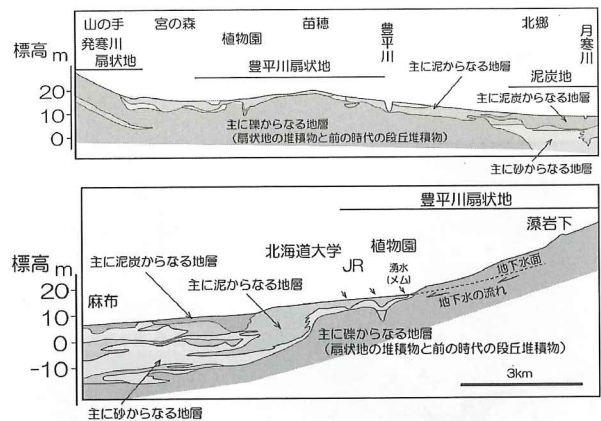 山の手
発寒川
扇状地
宮の森
植物園
苗穂
豊平川
北郷
月寒川
豊平川扇状地
泥炭地
標高 m
主に泥からなる地層
主に泥炭からなる地層
20
10
0
主に礫からなる地層
(扇状地の堆積物と前の時代の段丘堆積物)
主に砂からなる地層
豊平川扇状地
藻岩下
北海道大学
植物園
JR
湧水
(メム)
地下水面
地下水の流れ
主に泥炭からなる地層
主に泥からなる地層
標高 m
麻布
20
10
0
-10
主に礫からなる地層
(扇状地の堆積物と前の時代の段丘堆積物)
3km
主に砂からなる地層